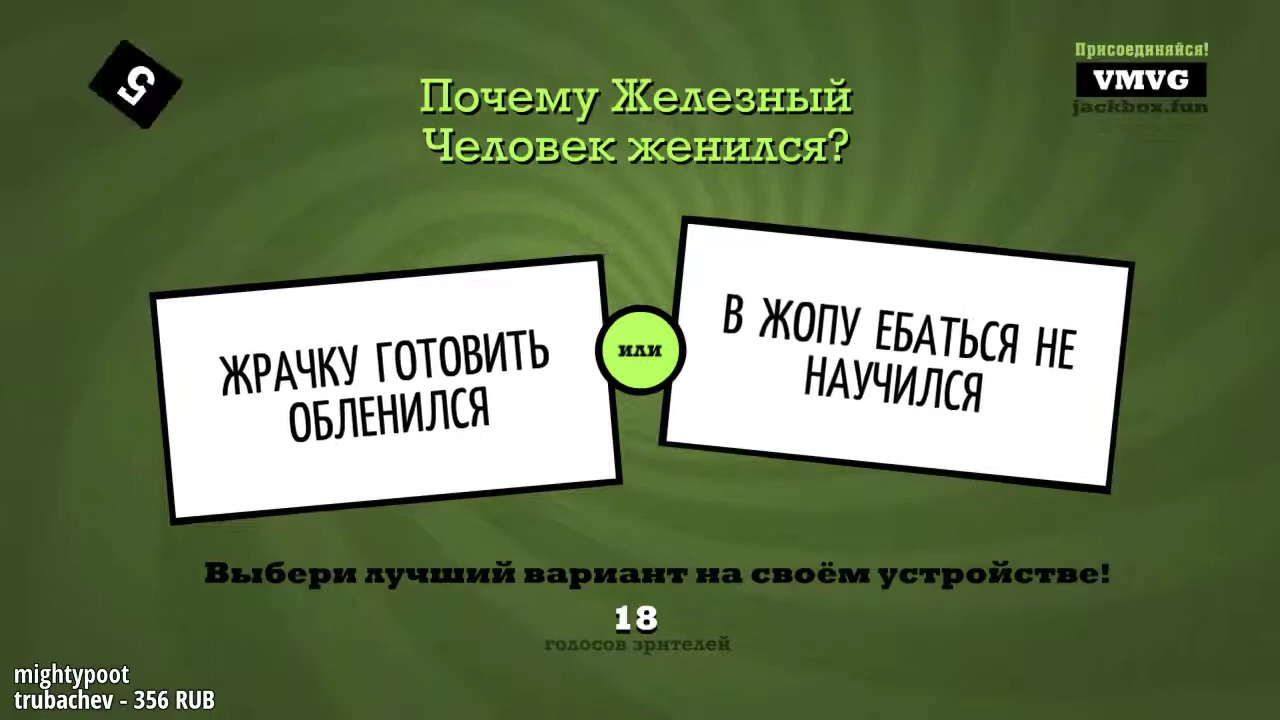 5
Присоединяйся!
VMVG
jackbox.fun
Почему Железный
Человек женился?
ЖРАЧКУ ГОТОВИТЬ
ОБЛЕНИЛСЯ
ИЛИ
В ЖОПУ ЕБАТЬСЯ НЕ
НАУЧИЛСЯ
Выбери лучший вариант на своём устройстве!
18
голосов зрителей
mightypoot
trubachev - 356 RUB